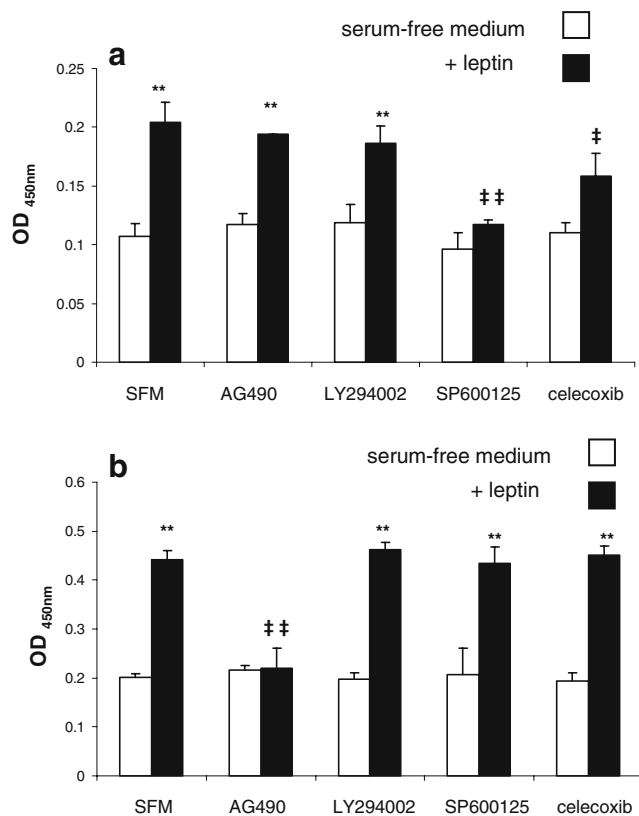 serum-free medium
a
+ leptin
0.25
**
**
**
0.2
‡
‡ ‡
0.15
OD 450nm
0.1
0.05
0
SFM AG490 LY294002 SP600125 celecoxib
b
serum-free medium
+ leptin
0.6
**
**
**
**
0.5
0.4
OD 450nm
0.3
‡ ‡
0.2
0.1
0
SFM AG490 LY294002 SP600125 celecoxib